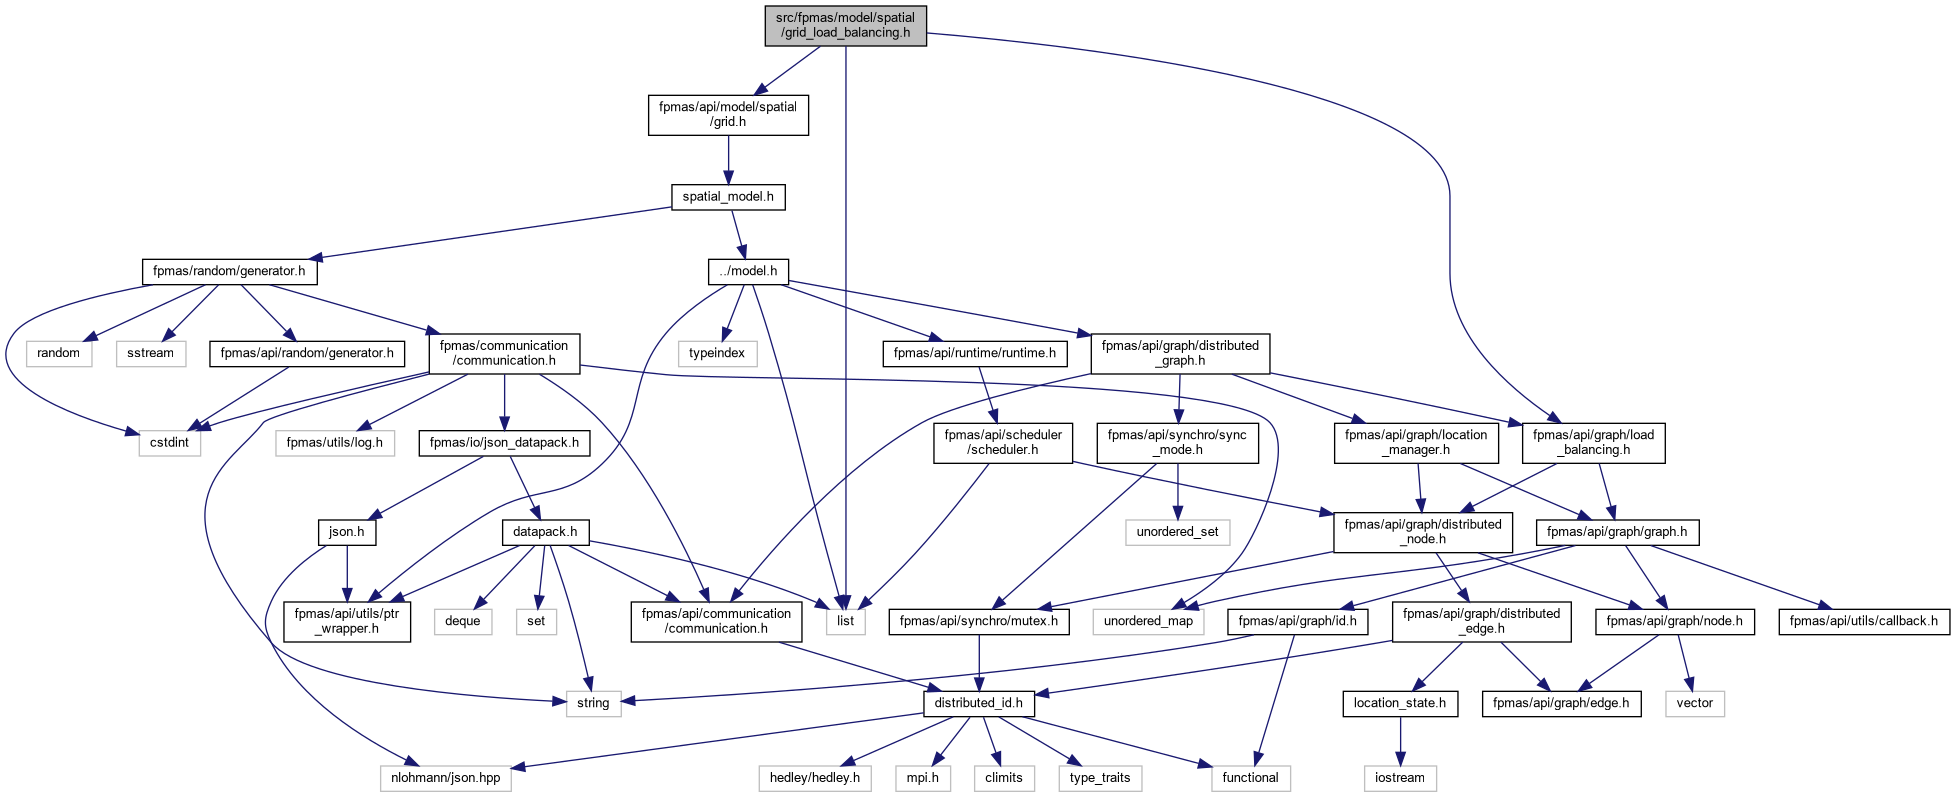 src/fpmas/model/spatial
/grid_load_balancing.h
fpmas/api/model/spatial
/grid.h
spatial_model.h
fpmas/random/generator.h
../model.h
random
sstream
fpmas/api/random/generator.h
fpmas/communication
/communication.h
typeindex
fpmas/api/runtime/runtime.h
fpmas/api/graph/distributed
_graph.h
cstdint
fpmas/utils/log.h
fpmas/io/json_datapack.h
fpmas/api/scheduler
/scheduler.h
fpmas/api/synchro/sync
_mode.h
fpmas/api/graph/location
_manager.h
fpmas/api/graph/load
_balancing.h
json.h
datapack.h
unordered_set
fpmas/api/graph/distributed
_node.h
fpmas/api/graph/graph.h
fpmas/api/utils/ptr
_wrapper.h
deque
set
fpmas/api/communication
/communication.h
list
fpmas/api/synchro/mutex.h
unordered_map
fpmas/api/graph/id.h
fpmas/api/graph/distributed
_edge.h
fpmas/api/graph/node.h
fpmas/api/utils/callback.h
string
distributed_id.h
location_state.h
fpmas/api/graph/edge.h
vector
nlohmann/json.hpp
hedley/hedley.h
mpi.h
climits
type_traits
functional
iostream